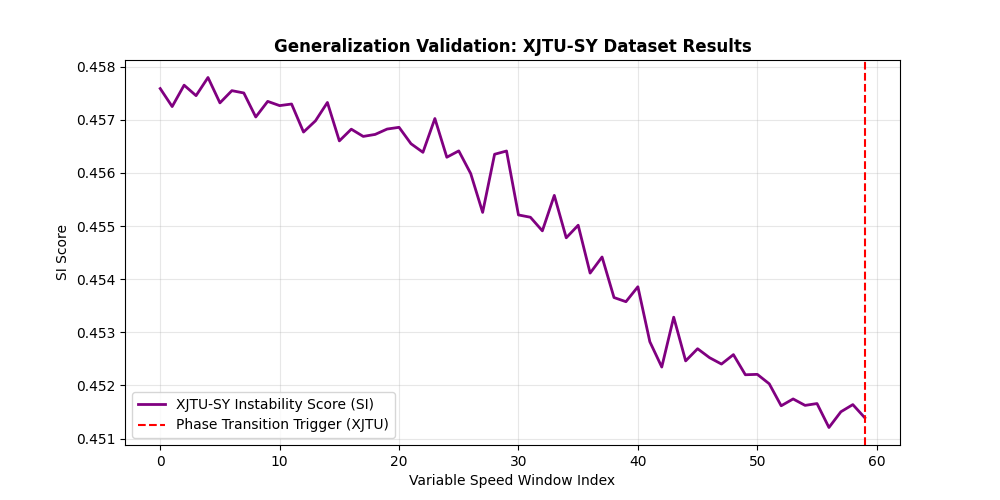 Generalization Validation: XJTU-SY Dataset Results
SI Score
0.458
0.457
0.456
0.455
0.454
0.453
0.452
0.451
XJTU-SY Instability Score (SI)
Phase Transition Trigger (XJTU)
0 10 20 30 40 50 60
Variable Speed Window Index